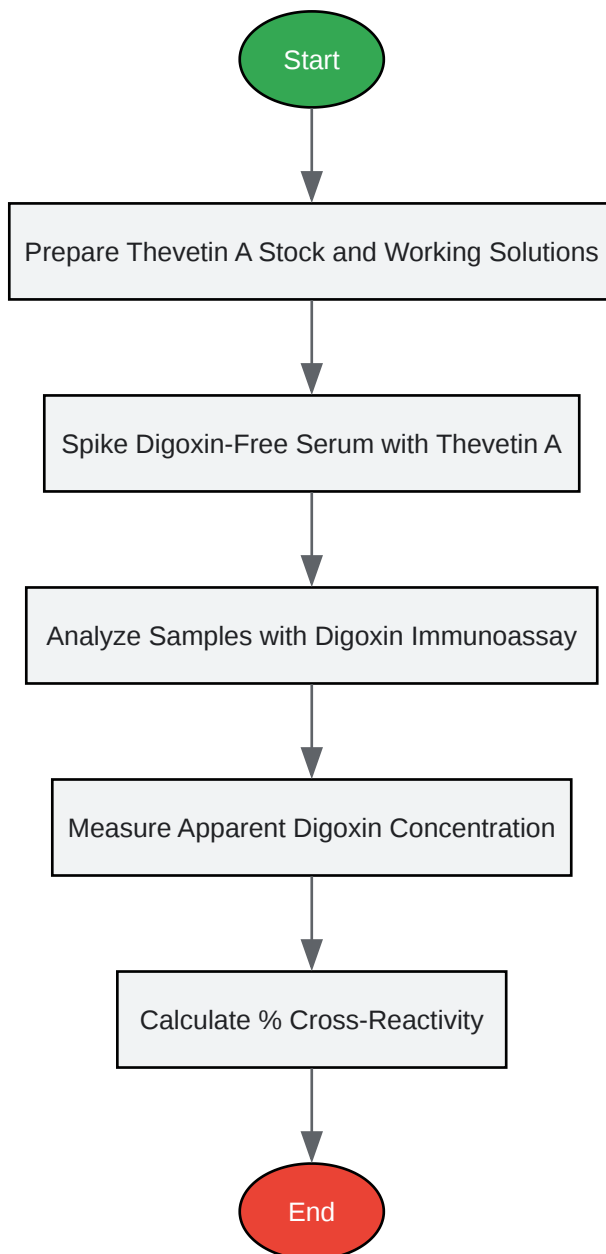 Start
Prepare Thevetin A Stock and Working Solutions
Spike Digoxin-Free Serum with Thevetin A
Analyze Samples with Digoxin Immunoassay
Measure Apparent Digoxin Concentration
Calculate % Cross-Reactivity
End